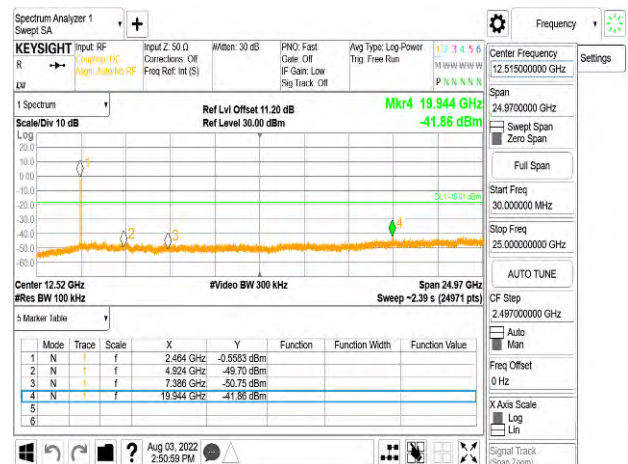 Spectrum Analyzer 1
Swept SA
+
Frequency
KEYSIGHT
R
Input: RF
Coupling: DC
Align: Auto/No RF
Input Z: 50 Ω
Corrections: Off
Freq Ref: Int (S)
#Atten: 30 dB
PNO: Fast
Gate: Off
IF Gain: Low
Sig Track: Off
Avg Type: Log-Power
Trig: Free Run
1 2 3 4 5 6
M W W W W W
P N N N N N
Center Frequency
12.515000000 GHz
Settings
Span
24.9700000 GHz
Swept Span
Zero Span
Full Span
Start Freq
30.000000 MHz
Stop Freq
25.000000000 GHz
AUTO TUNE
CF Step
2.497000000 GHz
Auto
Man
Freq Offset
0 Hz
X Axis Scale
Log
Lin
Signal Track
(Span Zoom)
1 Spectrum
Scale/Div 10 dB
Ref Lvl Offset 11.20 dB
Ref Level 30.00 dBm
Mkr4 19.944 GHz
-41.86 dBm
Log
20.0
10.0
0.00
-10.0
-20.0
-30.0
-40.0
-50.0
-60.0
1
2
3
4
Center 12.52 GHz
#Res BW 100 kHz
#Video BW 300 kHz
Span 24.97 GHz
Sweep ~2.39 s (24971 pts)
5 Marker Table
Mode Trace Scale X Y Function Function Width Function Value
1 N 1 f 2.464 GHz -0.5583 dBm
2 N 1 f 4.924 GHz -49.70 dBm
3 N 1 f 7.386 GHz -50.75 dBm
4 N 1 f 19.944 GHz -41.86 dBm
5
6
?
Aug 03, 2022
2:50:59 PM